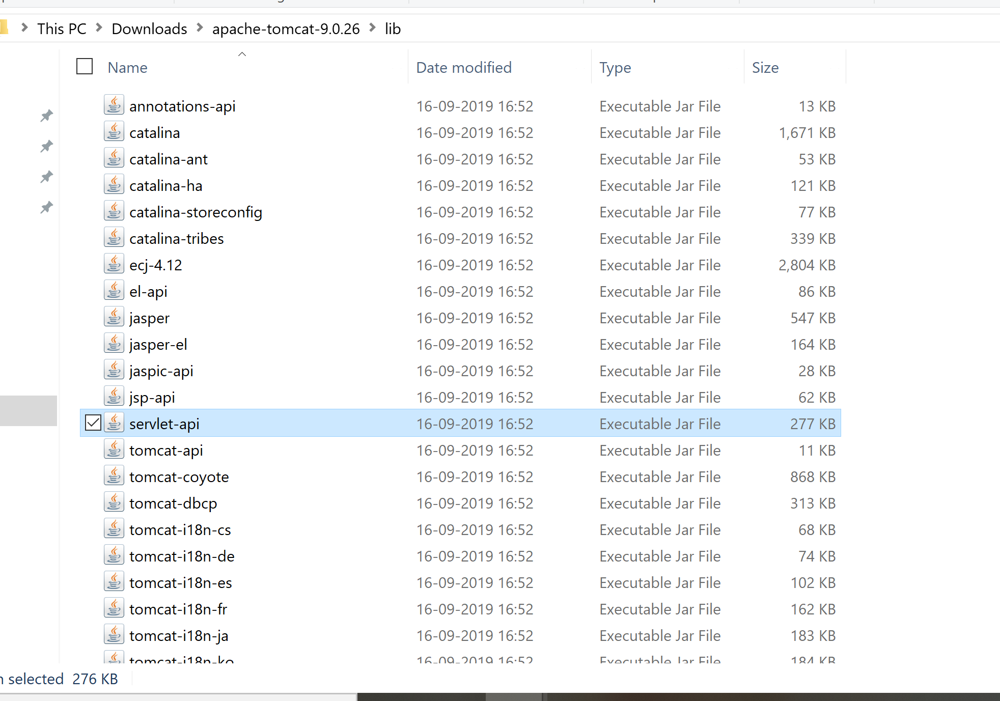 This PC > Downloads > apache-tomcat-9.0.26 > lib
Name Date modified Type Size
annotations-api 16-09-2019 16:52 Executable Jar File 13 KB
catalina 16-09-2019 16:52 Executable Jar File 1,671 KB
catalina-ant 16-09-2019 16:52 Executable Jar File 53 KB
catalina-ha 16-09-2019 16:52 Executable Jar File 121 KB
catalina-storeconfig 16-09-2019 16:52 Executable Jar File 77 KB
catalina-tribes 16-09-2019 16:52 Executable Jar File 339 KB
ecj-4.12 16-09-2019 16:52 Executable Jar File 2,804 KB
el-api 16-09-2019 16:52 Executable Jar File 86 KB
jasper 16-09-2019 16:52 Executable Jar File 547 KB
jasper-el 16-09-2019 16:52 Executable Jar File 164 KB
jaspic-api 16-09-2019 16:52 Executable Jar File 28 KB
jsp-api 16-09-2019 16:52 Executable Jar File 62 KB
servlet-api 16-09-2019 16:52 Executable Jar File 277 KB
tomcat-api 16-09-2019 16:52 Executable Jar File 11 KB
tomcat-coyote 16-09-2019 16:52 Executable Jar File 868 KB
tomcat-dbcp 16-09-2019 16:52 Executable Jar File 313 KB
tomcat-i18n-cs 16-09-2019 16:52 Executable Jar File 68 KB
tomcat-i18n-de 16-09-2019 16:52 Executable Jar File 74 KB
tomcat-i18n-es 16-09-2019 16:52 Executable Jar File 102 KB
tomcat-i18n-fr 16-09-2019 16:52 Executable Jar File 162 KB
tomcat-i18n-ja 16-09-2019 16:52 Executable Jar File 183 KB
tomcat-i18n-ko 16-09-2019 16:52 Executable Jar File 184 KB
selected 276 KB